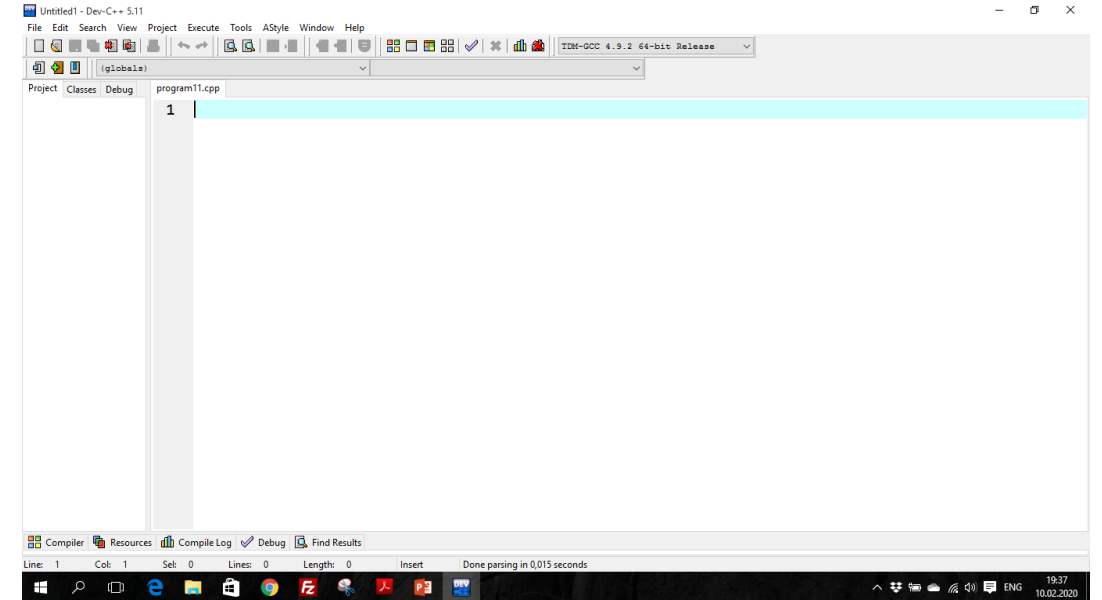 Untitled1 - Dev-C++ 5.11
File Edit Search View Project Execute Tools AStyle Window Help
TDM-GCC 4.9.2 64-bit Release
(globals)
Project Classes Debug program11.cpp
1
Compiler Resources Compile Log Debug Find Results
Line: 1 Col: 1 Sel: 0 Lines: 0 Length: 0 Insert Done parsing in 0,015 seconds
DEV ENG 19:37
10.02.2020